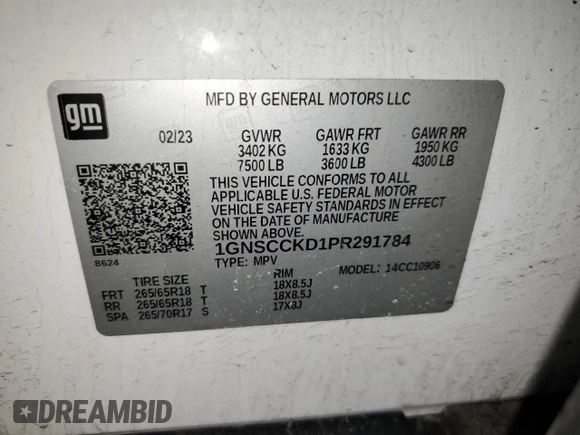 gm
MFD BY GENERAL MOTORS LLC
02/23 GVWR GAWR FRT GAWR RR
3402 KG 1633 KG 1950 KG
7500 LB 3600 LB 4300 LB
THIS VEHICLE CONFORMS TO ALL
APPLICABLE U.S. FEDERAL MOTOR
VEHICLE SAFETY STANDARDS IN EFFECT
ON THE DATE OF MANUFACTURE
SHOWN ABOVE.
1GNSCCKD1PR291784
8624 TYPE: MPV MODEL: 14CC10906
TIRE SIZE RIM
FRT 265/65R18 T 18X8.5J
RR 265/65R18 T 18X8.5J
SPA 265/70R17 S 17X8J
DREAMBID